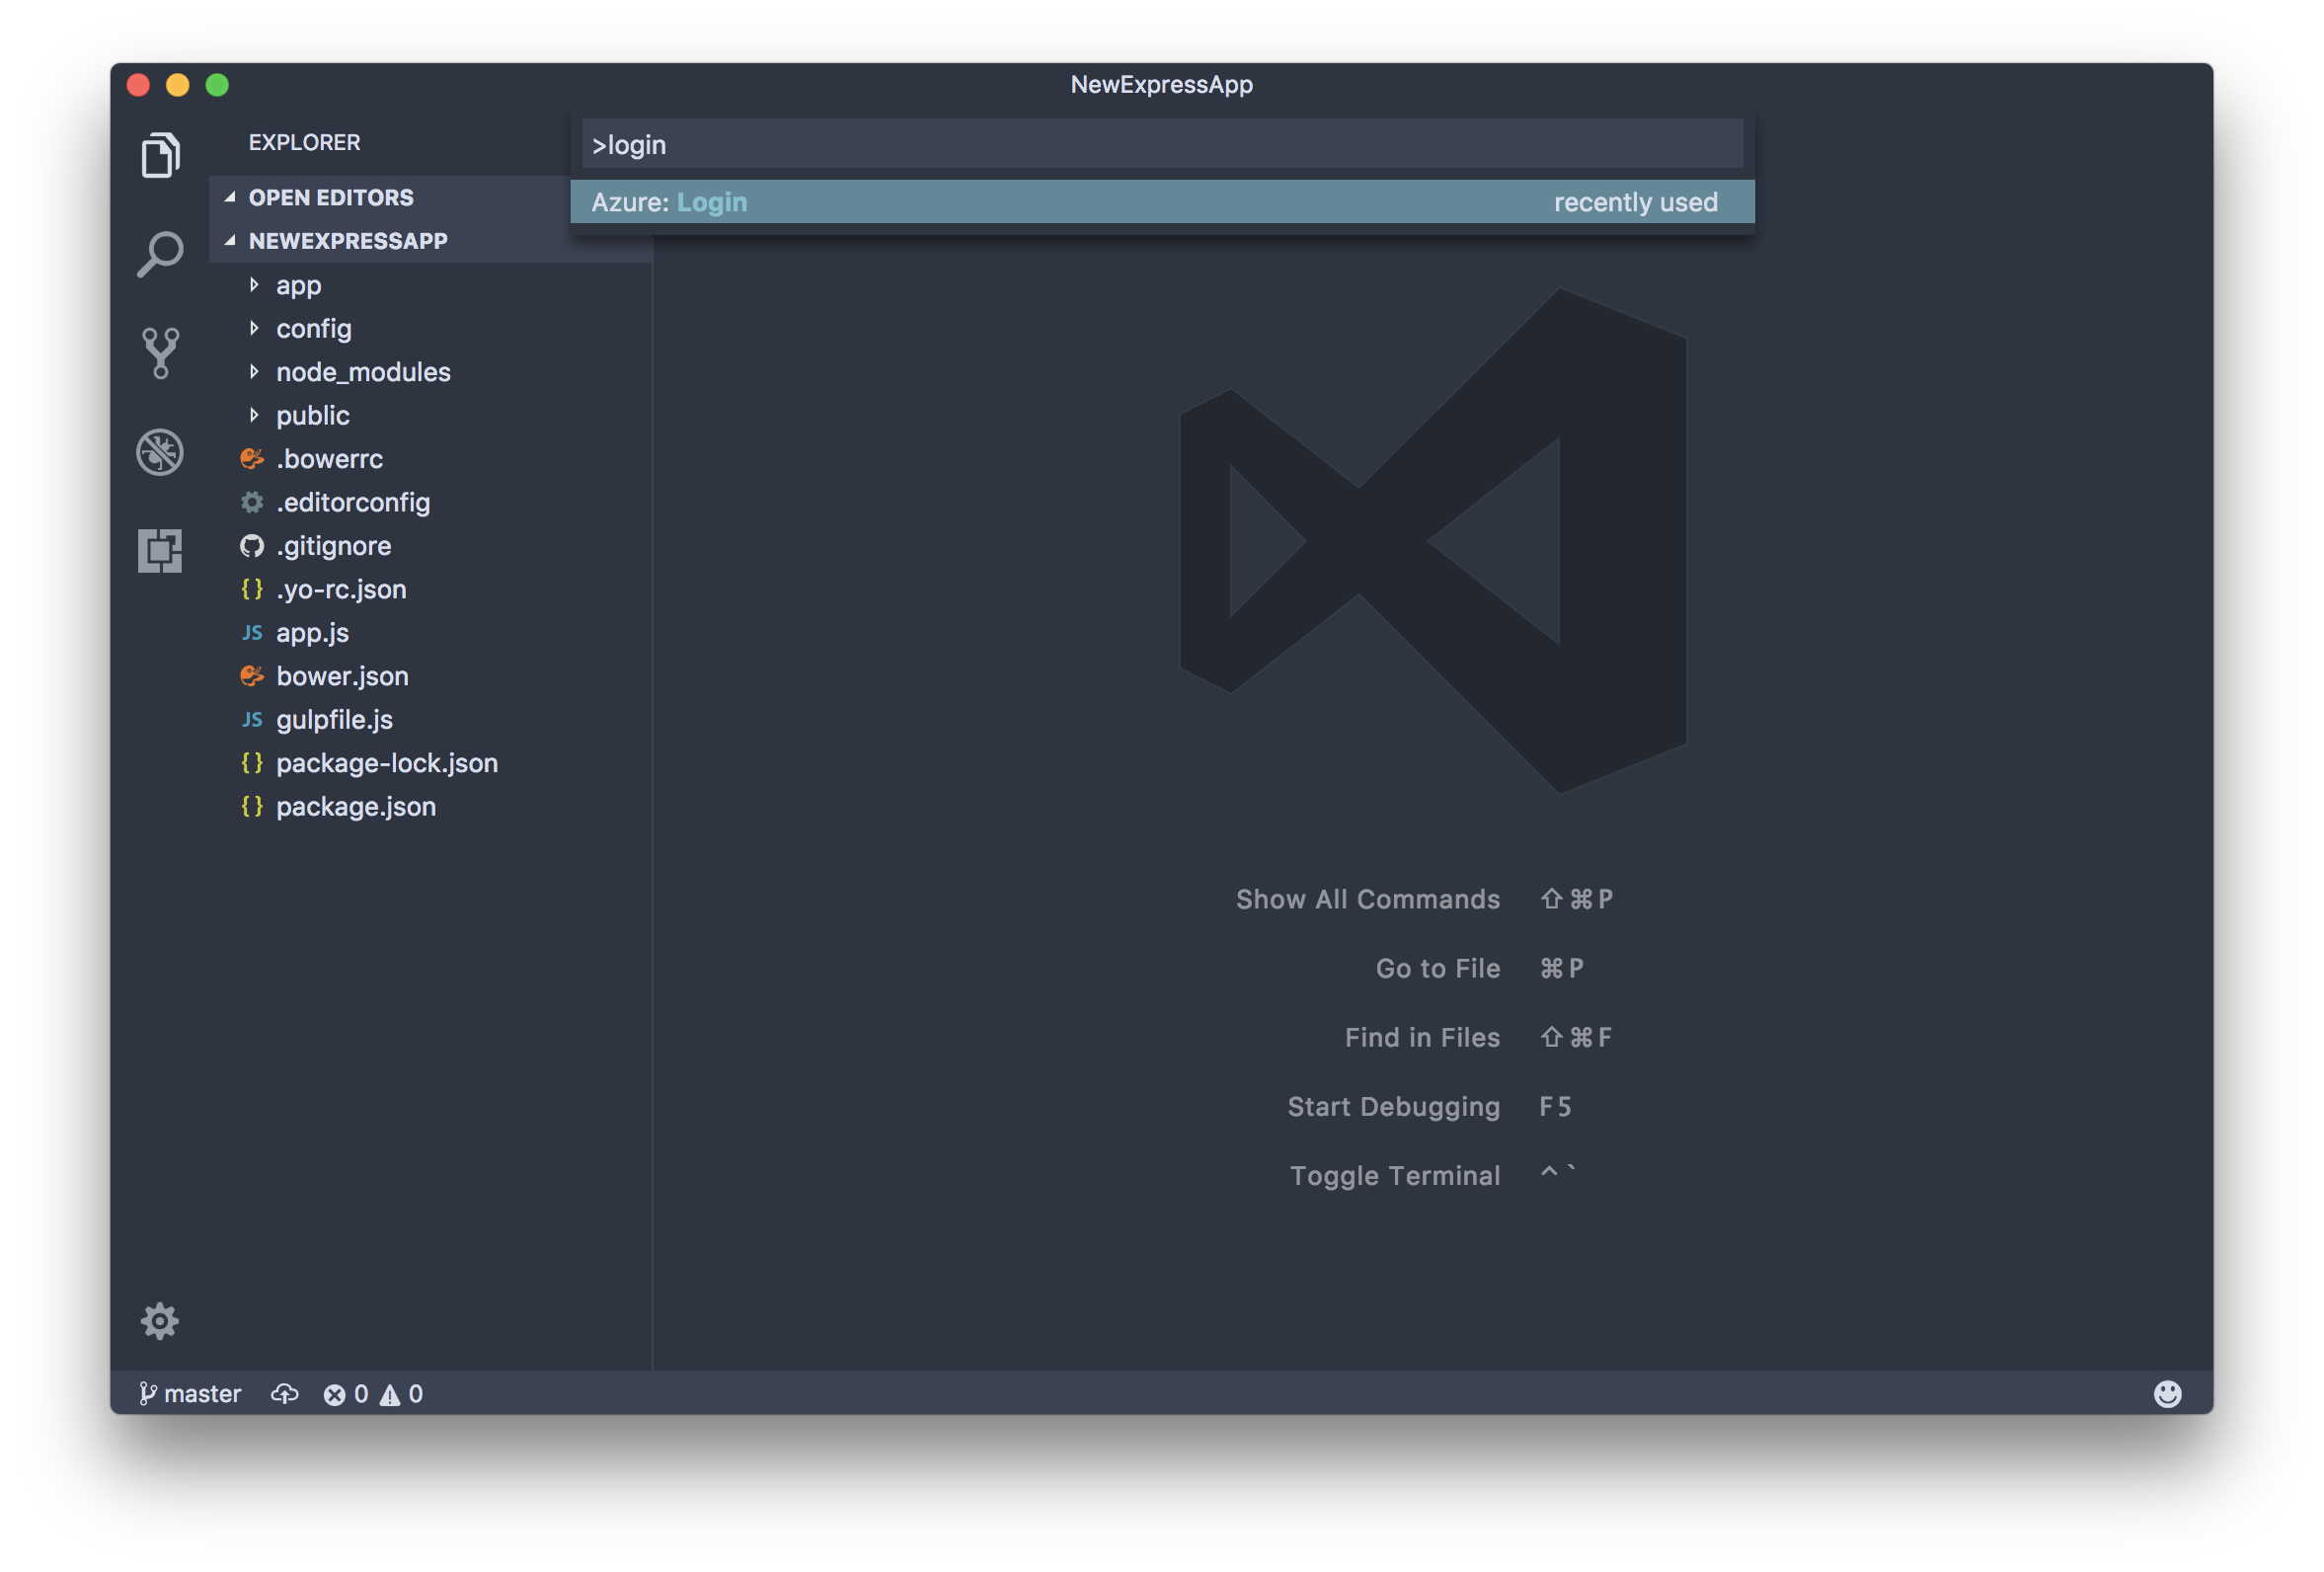 NewExpressApp
EXPLORER
>login
Azure: Login recently used
OPEN EDITORS
NEWEXPRESSAPP
app
config
node_modules
public
.bowerrc
.editorconfig
.gitignore
{ } .yo-rc.json
JS app.js
bower.json
JS gulpfile.js
{ } package-lock.json
{ } package.json
Show All Commands ⇧⌘P
Go to File ⌘P
Find in Files ⇧⌘F
Start Debugging F5
Toggle Terminal ^`
master 0 0